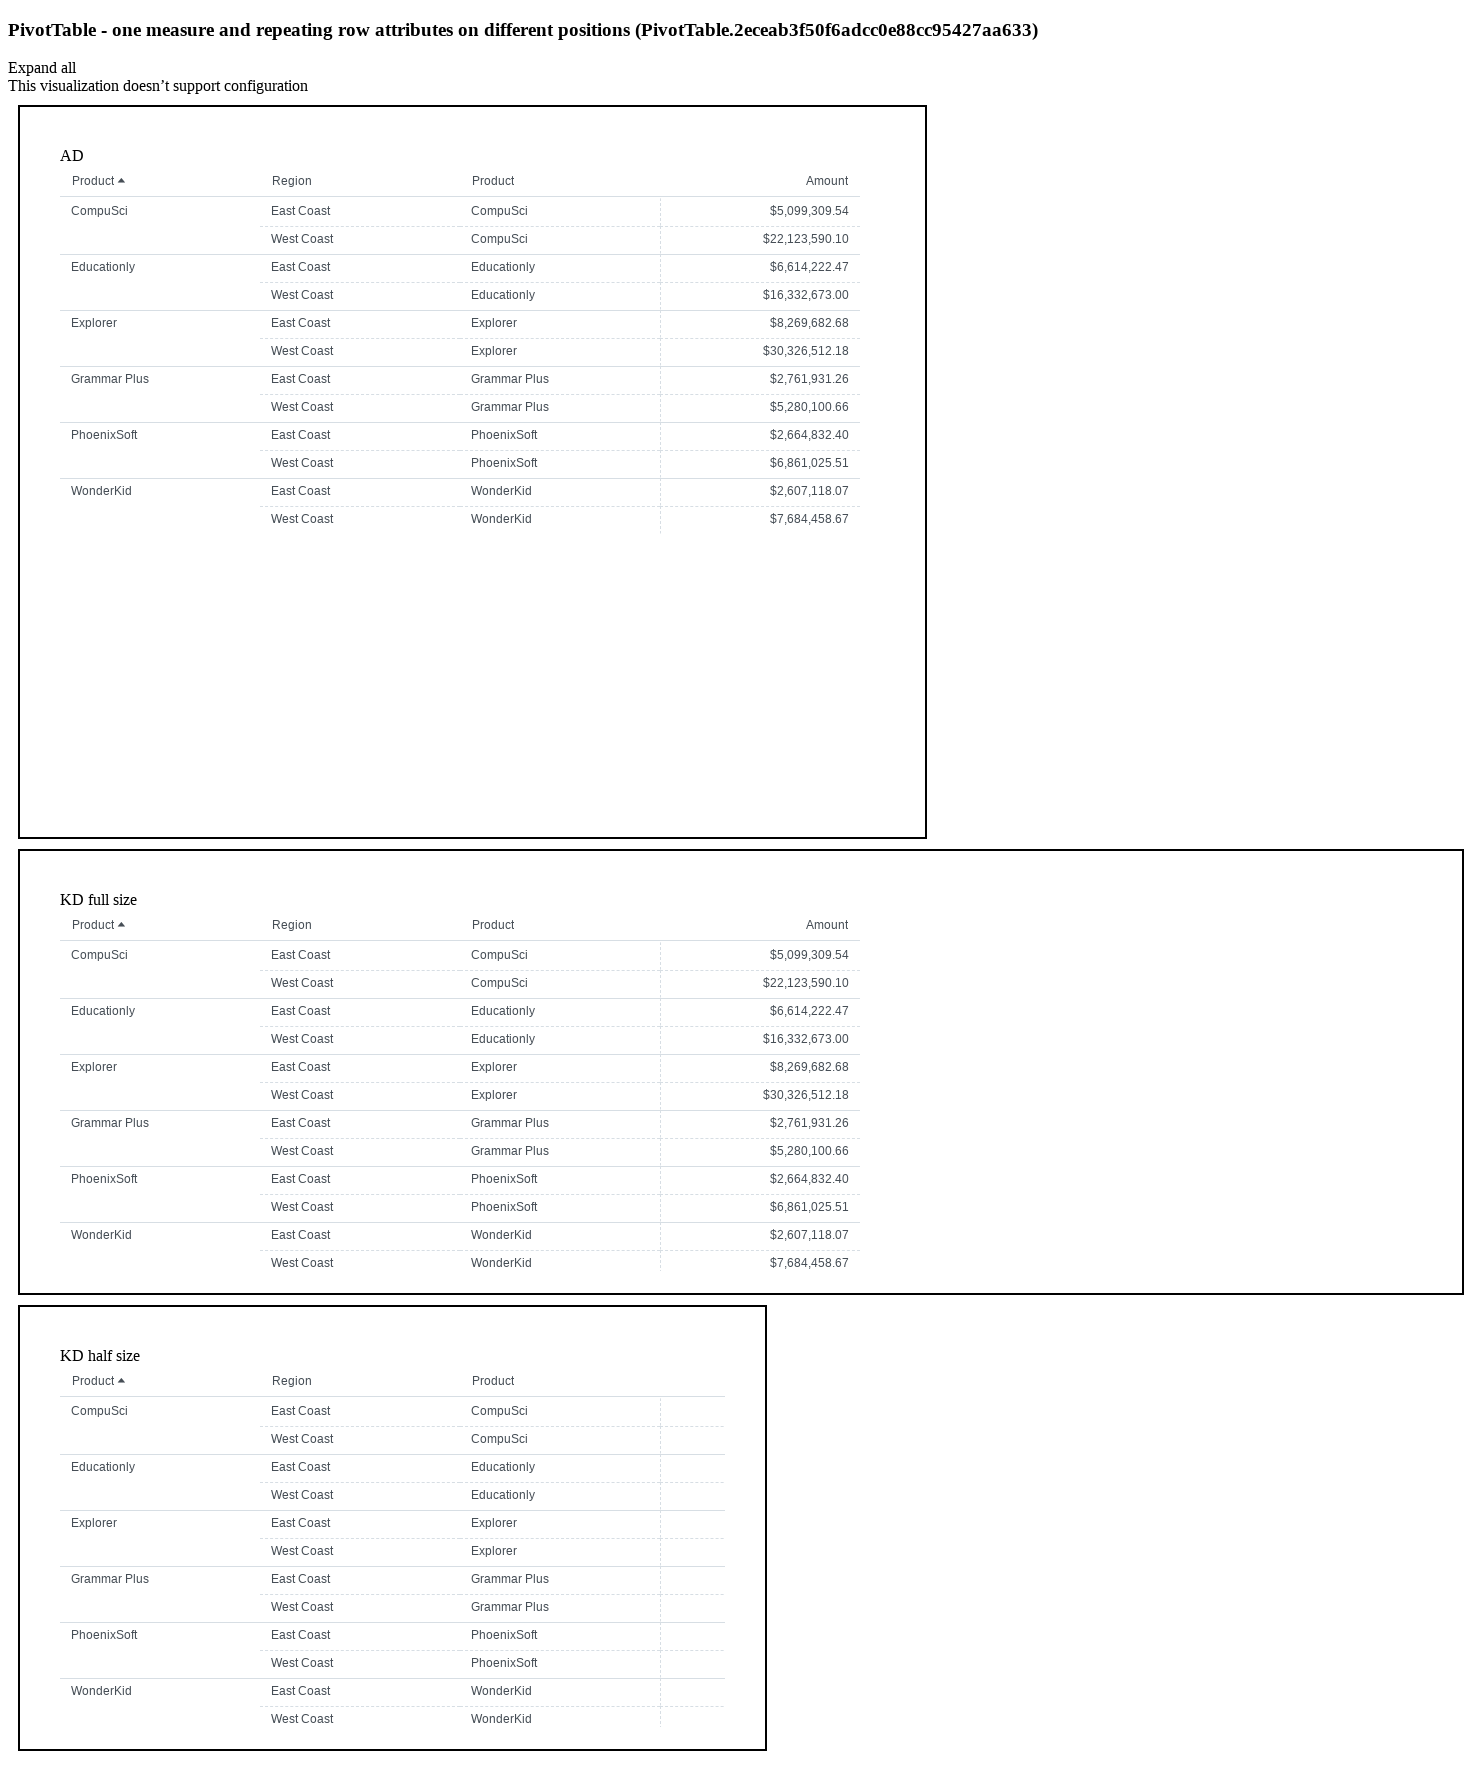 PivotTable - one measure and repeating row attributes on different positions (PivotTable.2eceab3f50f6adcc0e88cc95427aa633)
Expand all
This visualization doesn’t support configuration
AD
Product Region Product Amount
CompuSci East Coast CompuSci $5,099,309.54
West Coast CompuSci $22,123,590.10
Educationly East Coast Educationly $6,614,222.47
West Coast Educationly $16,332,673.00
Explorer East Coast Explorer $8,269,682.68
West Coast Explorer $30,326,512.18
Grammar Plus East Coast Grammar Plus $2,761,931.26
West Coast Grammar Plus $5,280,100.66
PhoenixSoft East Coast PhoenixSoft $2,664,832.40
West Coast PhoenixSoft $6,861,025.51
WonderKid East Coast WonderKid $2,607,118.07
West Coast WonderKid $7,684,458.67
KD full size
Product Region Product Amount
CompuSci East Coast CompuSci $5,099,309.54
West Coast CompuSci $22,123,590.10
Educationly East Coast Educationly $6,614,222.47
West Coast Educationly $16,332,673.00
Explorer East Coast Explorer $8,269,682.68
West Coast Explorer $30,326,512.18
Grammar Plus East Coast Grammar Plus $2,761,931.26
West Coast Grammar Plus $5,280,100.66
PhoenixSoft East Coast PhoenixSoft $2,664,832.40
West Coast PhoenixSoft $6,861,025.51
WonderKid East Coast WonderKid $2,607,118.07
West Coast WonderKid $7,684,458.67
KD half size
Product Region Product
CompuSci East Coast CompuSci
West Coast CompuSci
Educationly East Coast Educationly
West Coast Educationly
Explorer East Coast Explorer
West Coast Explorer
Grammar Plus East Coast Grammar Plus
West Coast Grammar Plus
PhoenixSoft East Coast PhoenixSoft
West Coast PhoenixSoft
WonderKid East Coast WonderKid
West Coast WonderKid